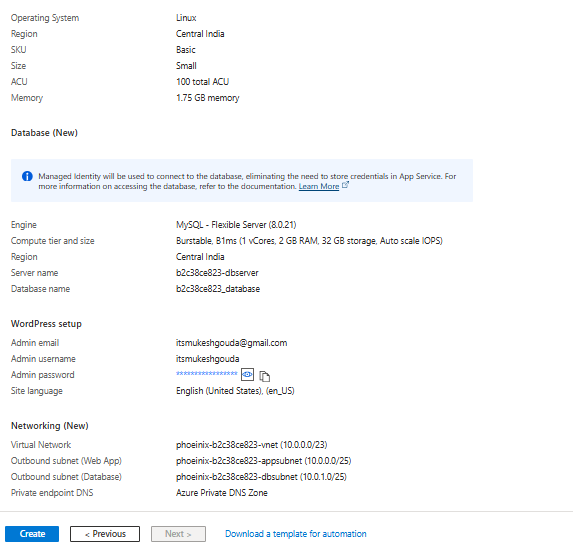 Operating System Linux
Region Central India
SKU Basic
Size Small
ACU 100 total ACU
Memory 1.75 GB memory
Database (New)
Managed Identity will be used to connect to the database, eliminating the need to store credentials in App Service. For
more information on accessing the database, refer to the documentation. Learn More
Engine MySQL - Flexible Server (8.0.21)
Compute tier and size Burstable, B1ms (1 vCores, 2 GB RAM, 32 GB storage, Auto scale IOPS)
Region Central India
Server name b2c38ce823-dbserver
Database name b2c38ce823_database
WordPress setup
Admin email itsmukeshgouda@gmail.com
Admin username itsmukeshgouda
Admin password ****************
Site language English (United States), (en_US)
Networking (New)
Virtual Network phoeinix-b2c38ce823-vnet (10.0.0.0/23)
Outbound subnet (Web App) phoeinix-b2c38ce823-appsubnet (10.0.0.0/25)
Outbound subnet (Database) phoeinix-b2c38ce823-dbsubnet (10.0.1.0/25)
Private endpoint DNS Azure Private DNS Zone
Create < Previous Next > Download a template for automation